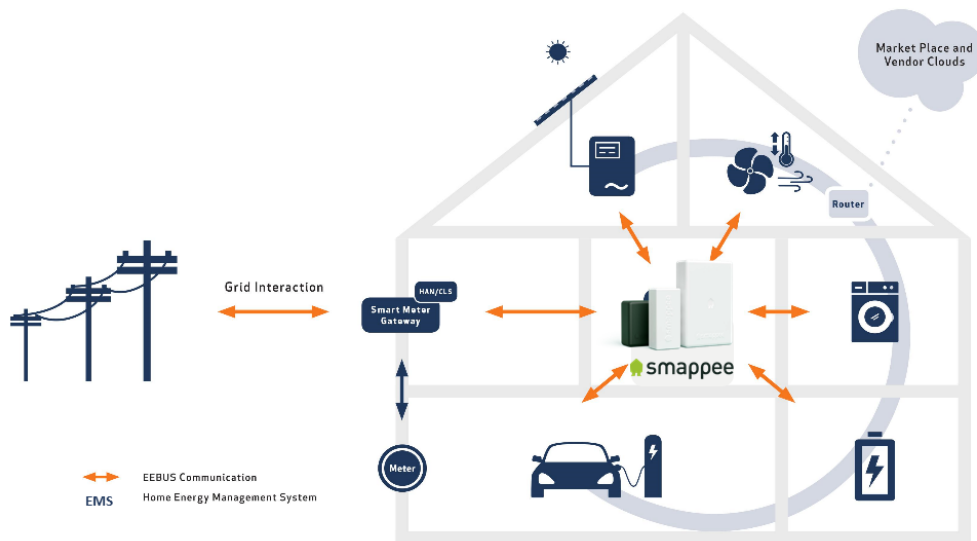 Market Place and
Vendor Clouds
Router
Grid Interaction
HAN/CLS
Smart Meter
Gateway
smappee
Meter
EEBUS Communication
EMS
Home Energy Management System